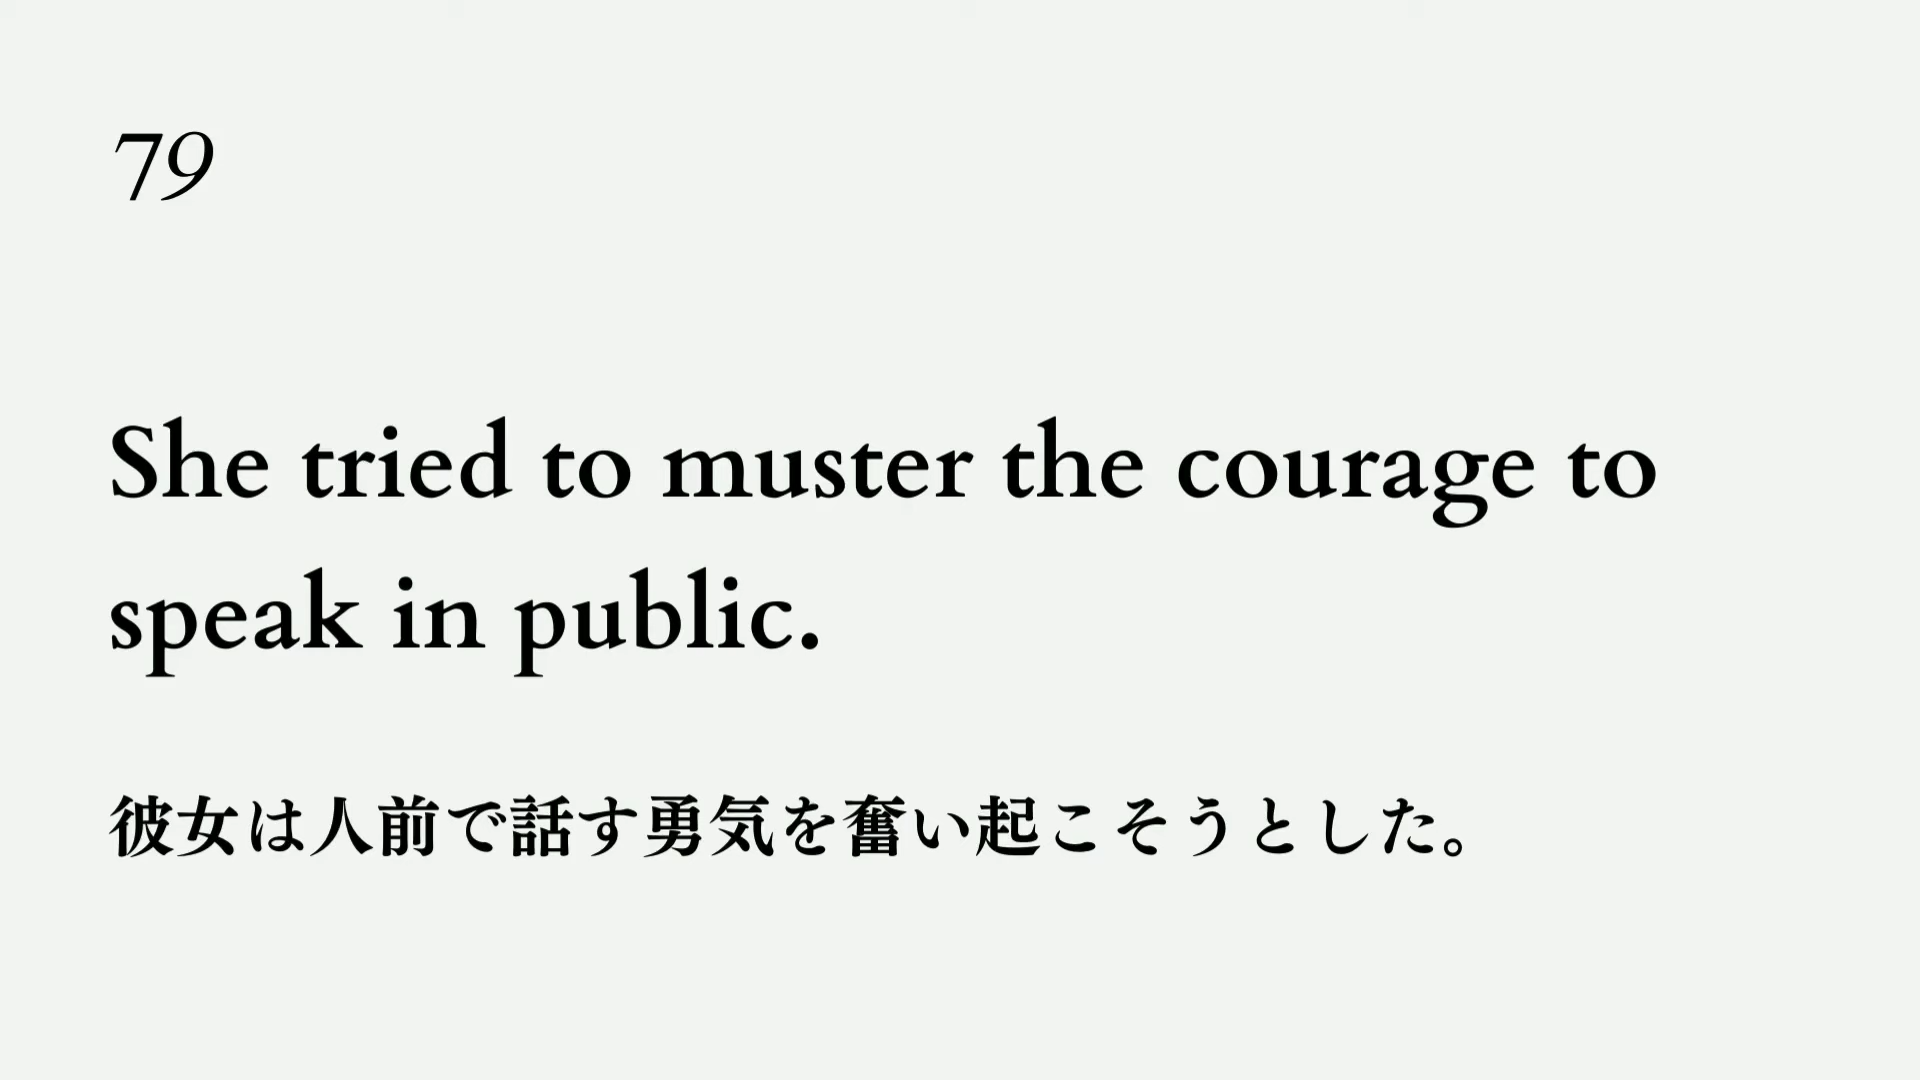 79
She tried to muster the courage to
speak in public.
彼女は人前で話す勇気を奮い起こそうとした。